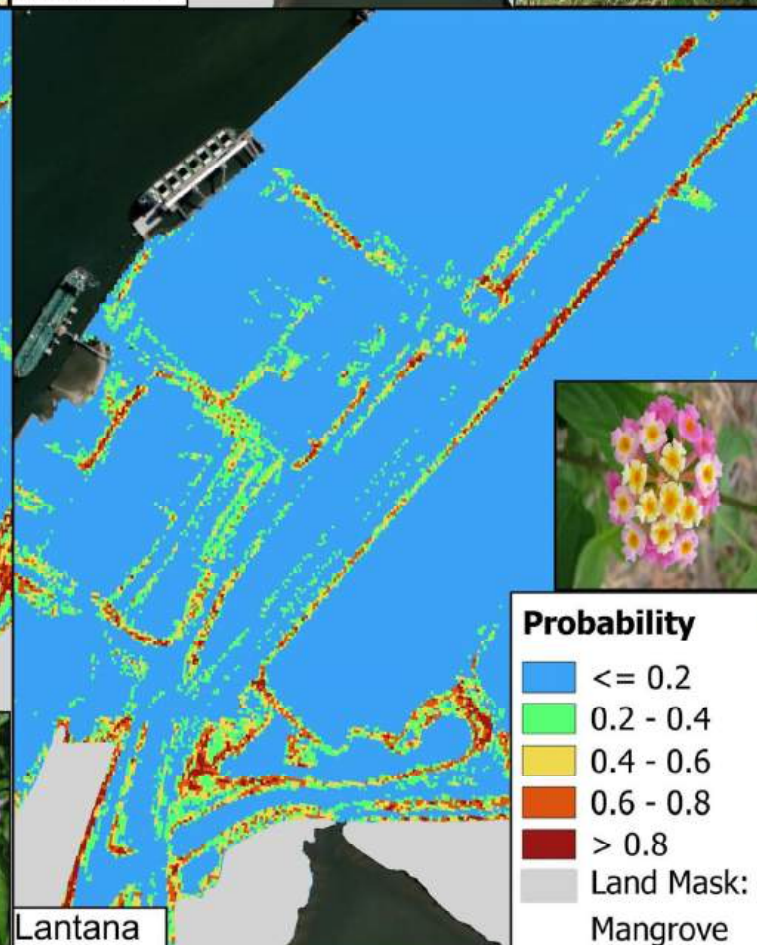 Probability
<= 0.2
0.2 - 0.4
0.4 - 0.6
0.6 - 0.8
> 0.8
Land Mask:
Mangrove
Lantana